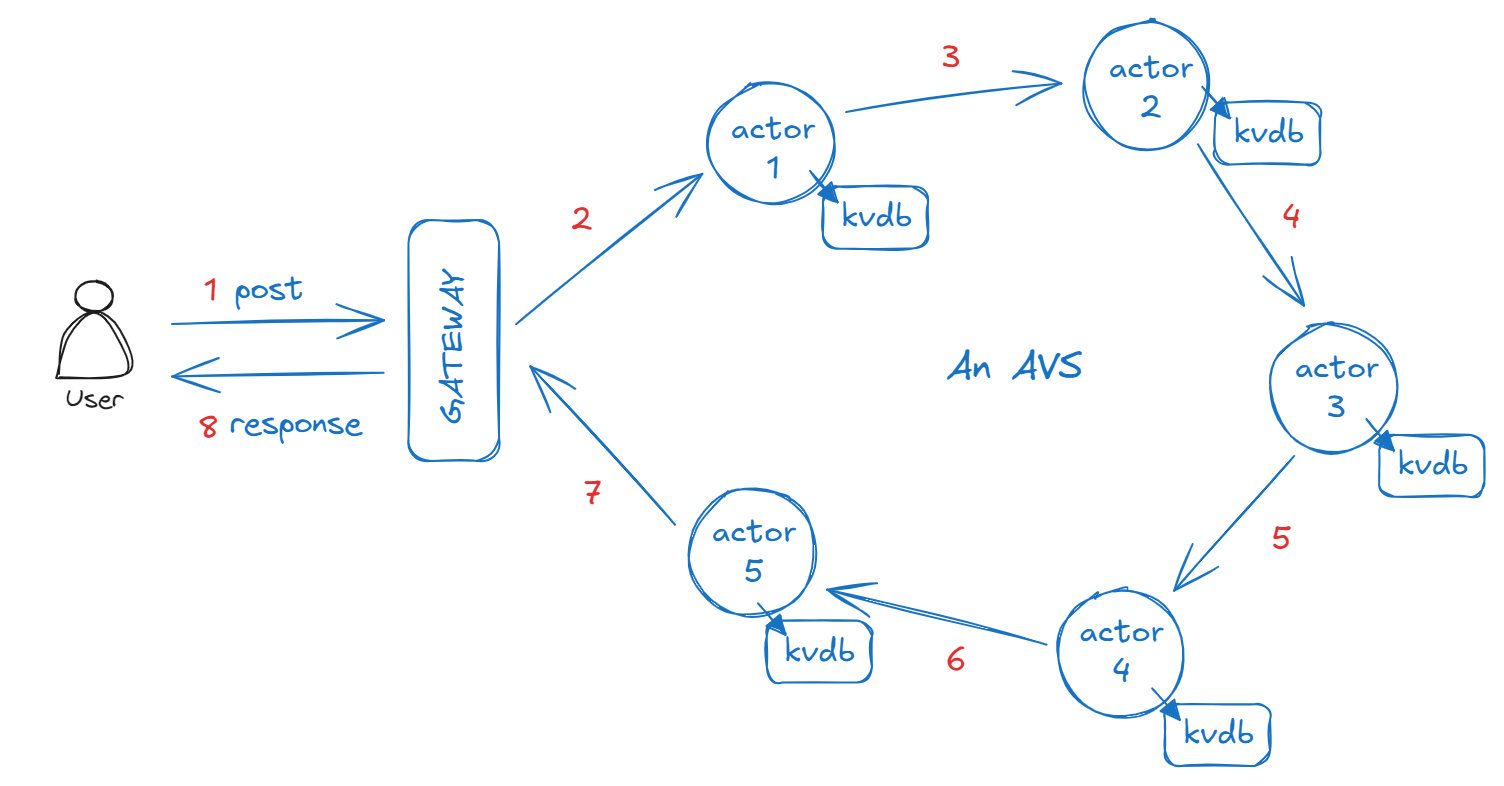 3
actor
2
kvdb
actor
1
kvdb
2
4
1 post
GATEWAY
User
8 response
An AVS
actor
3
kvdb
7
5
actor
5
kvdb
6
actor
4
kvdb